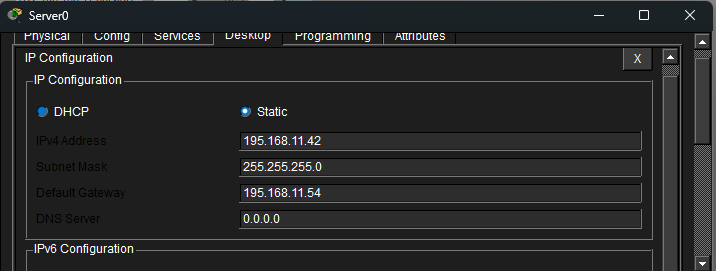 Server0
Physical Config Services Desktop Programming Attributes
IP Configuration X
IP Configuration
DHCP Static
IPv4 Address 195.168.11.42
Subnet Mask 255.255.255.0
Default Gateway 195.168.11.54
DNS Server 0.0.0.0
IPv6 Configuration